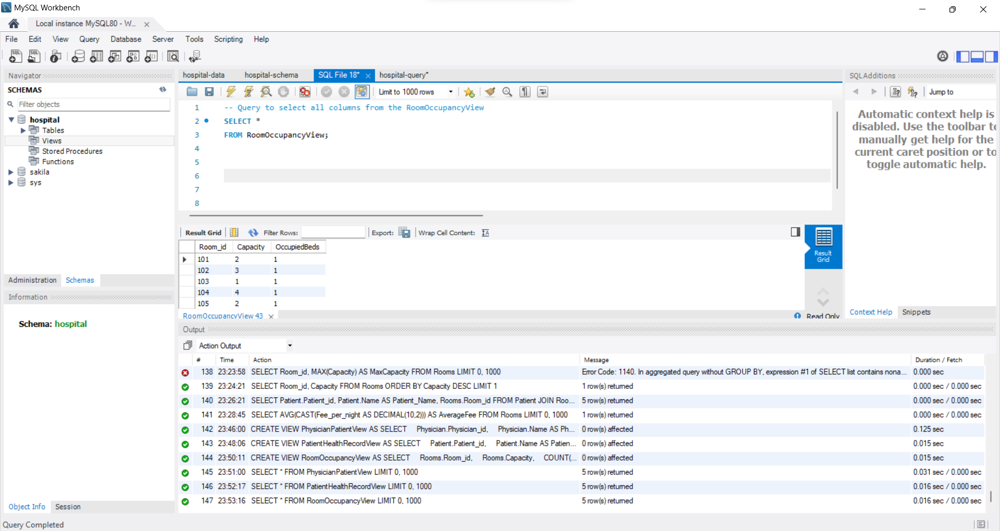 MySQL Workbench
Local instance MySQL80 - W...
File Edit View Query Database Server Tools Scripting Help
Navigator
SCHEMAS
Filter objects
hospital
Tables
Views
Stored Procedures
Functions
sakila
sys
Administration Schemas
Information
Schema: hospital
Object Info Session
hospital-data hospital-schema SQL File 18* hospital-query*
Limit to 1000 rows
1 -- Query to select all columns from the RoomOccupancyView
2 SELECT *
3 FROM RoomOccupancyView;
4
5
6
7
8
Result Grid Filter Rows: Export: Wrap Cell Content:
Room_id Capacity OccupiedBeds
101 2 1
102 3 1
103 1 1
104 4 1
105 2 1
Result
Grid
RoomOccupancyView 43
Read Only
SQLAdditions
Jump to
Automatic context help is
disabled. Use the toolbar to
manually get help for the
current caret position or to
toggle automatic help.
Context Help Snippets
Output
Action Output
# Time Action Message Duration / Fetch
138 23:23:58 SELECT Room_id, MAX(Capacity) AS MaxCapacity FROM Rooms LIMIT 0, 1000 Error Code: 1140. In aggregated query without GROUP BY, expression #1 of SELECT list contains nona... 0.000 sec
139 23:24:21 SELECT Room_id, Capacity FROM Rooms ORDER BY Capacity DESC LIMIT 1 1 row(s) returned 0.000 sec / 0.000 sec
140 23:26:21 SELECT Patient.Patient_id, Patient.Name AS Patient_Name, Rooms.Room_id FROM Patient JOIN Roo... 5 row(s) returned 0.000 sec / 0.000 sec
141 23:28:45 SELECT AVG(CAST(Fee_per_night AS DECIMAL(10,2))) AS AverageFee FROM Rooms LIMIT 0, 1000 1 row(s) returned 0.000 sec / 0.000 sec
142 23:46:00 CREATE VIEW PhysicianPatientView AS SELECT Physician.Physician_id, Physician.Name AS Ph... 0 row(s) affected 0.125 sec
143 23:48:06 CREATE VIEW PatientHealthRecordView AS SELECT Patient.Patient_id, Patient.Name AS Patien... 0 row(s) affected 0.015 sec
144 23:50:11 CREATE VIEW RoomOccupancyView AS SELECT Rooms.Room_id, Rooms.Capacity, COUNT(... 0 row(s) affected 0.015 sec
145 23:51:00 SELECT * FROM PhysicianPatientView LIMIT 0, 1000 5 row(s) returned 0.031 sec / 0.000 sec
146 23:52:17 SELECT * FROM PatientHealthRecordView LIMIT 0, 1000 5 row(s) returned 0.016 sec / 0.000 sec
147 23:53:16 SELECT * FROM RoomOccupancyView LIMIT 0, 1000 5 row(s) returned 0.016 sec / 0.000 sec
Query Completed